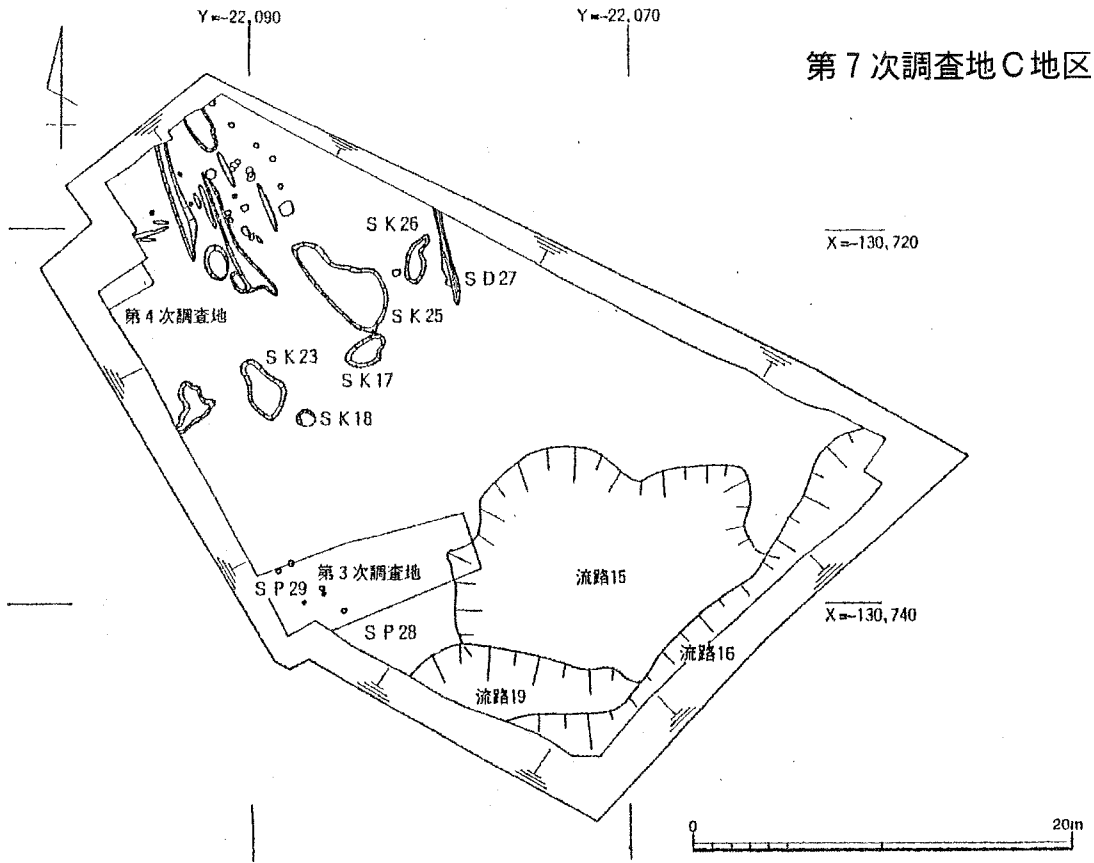 Y=-22,090
Y=-22,070
第7次調査地C地区
SK26
X=-130,720
SD27
SK25
第4次調査地
SK23
SK17
SK18
第3次調査地
SP29
流路15
X=-130,740
SP28
流路16
流路19
0
20m